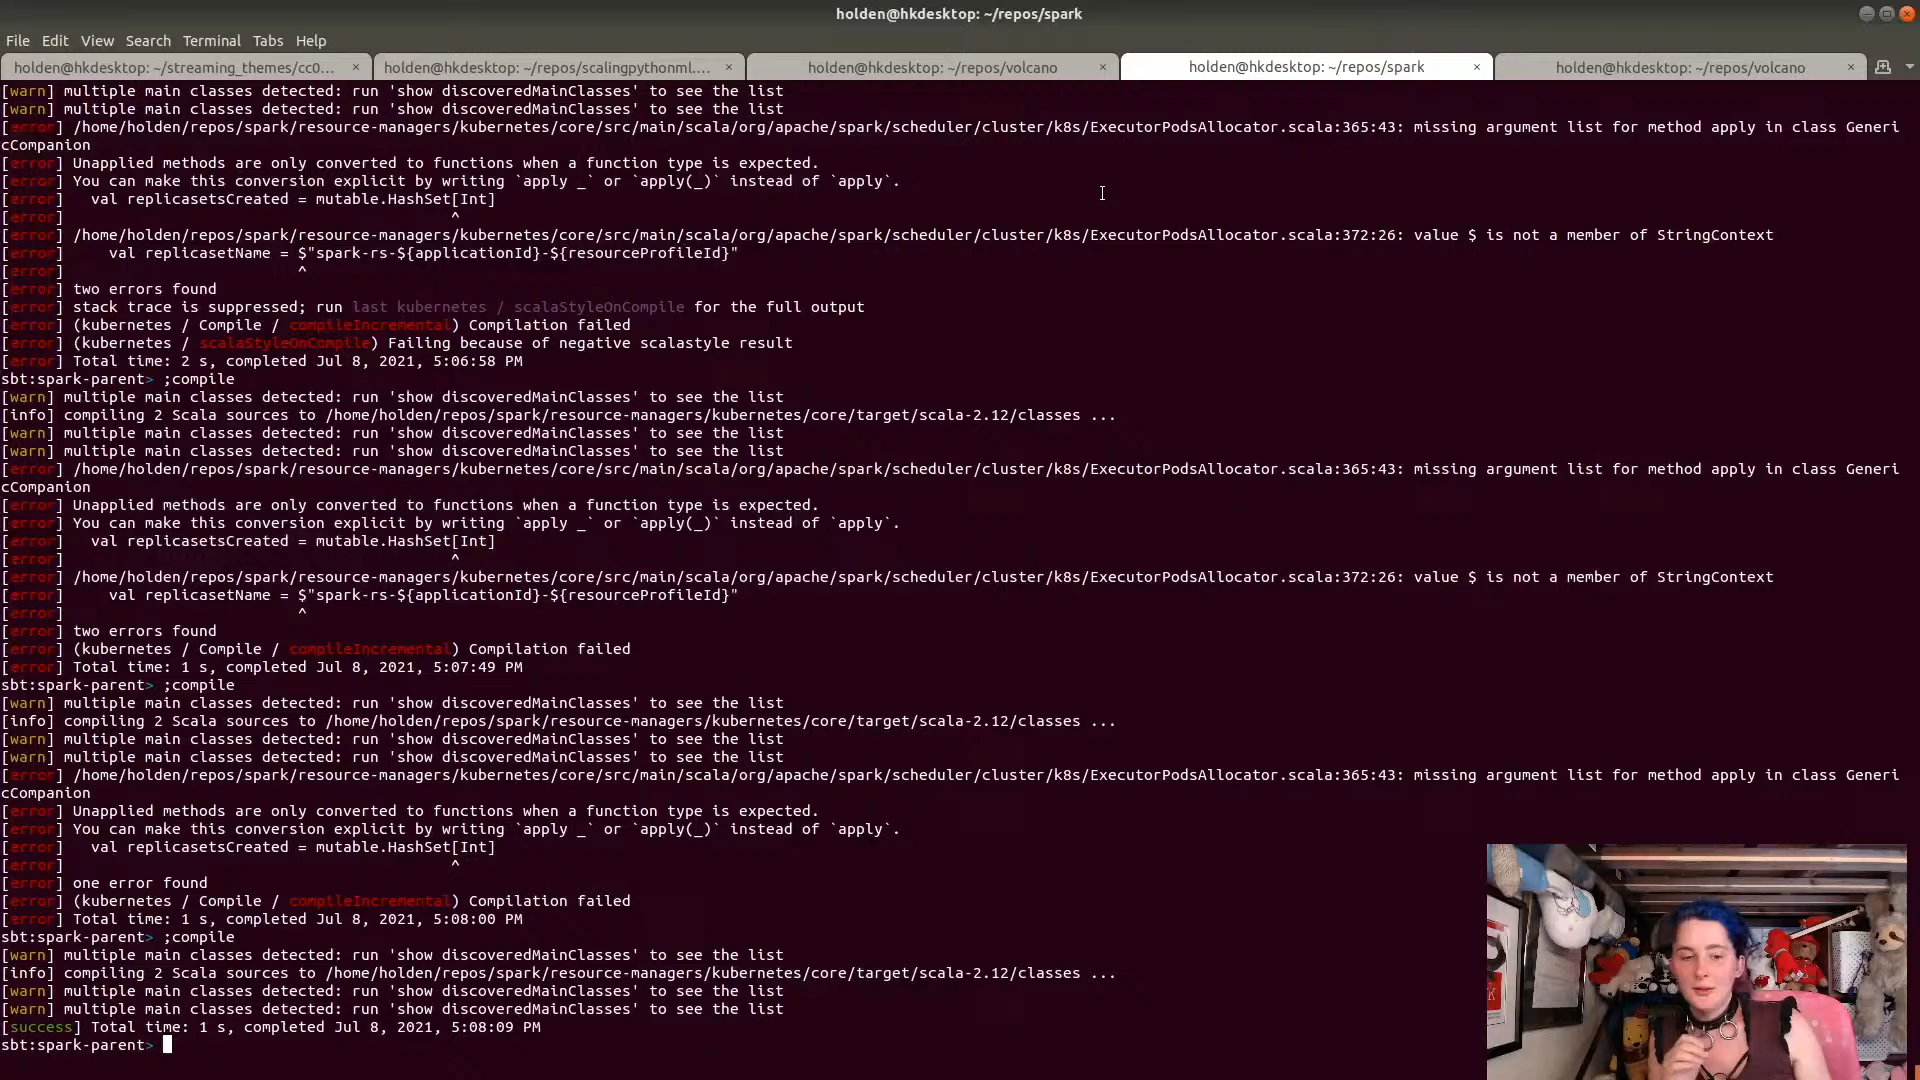 holden@hkdesktop: ~/repos/spark
File Edit View Search Terminal Tabs Help
holden@hkdesktop: ~/streaming_themes/cc0... × holden@hkdesktop: ~/repos/scalingpythonml.... × holden@hkdesktop: ~/repos/volcano × holden@hkdesktop: ~/repos/spark × holden@hkdesktop: ~/repos/volcano ×
[warn] multiple main classes detected: run 'show discoveredMainClasses' to see the list
[warn] multiple main classes detected: run 'show discoveredMainClasses' to see the list
[error] /home/holden/repos/spark/resource-managers/kubernetes/core/src/main/scala/org/apache/spark/scheduler/cluster/k8s/ExecutorPodsAllocator.scala:365:43: missing argument list for method apply in class Generi
cCompanion
[error] Unapplied methods are only converted to functions when a function type is expected.
[error] You can make this conversion explicit by writing `apply _` or `apply(_)` instead of `apply`.
[error]   val replicasetsCreated = mutable.HashSet[Int]
[error]                                           ^
[error] /home/holden/repos/spark/resource-managers/kubernetes/core/src/main/scala/org/apache/spark/scheduler/cluster/k8s/ExecutorPodsAllocator.scala:372:26: value $ is not a member of StringContext
[error]     val replicasetName = $"spark-rs-${applicationId}-${resourceProfileId}"
[error]                          ^
[error] two errors found
[error] stack trace is suppressed; run last kubernetes / scalaStyleOnCompile for the full output
[error] (kubernetes / Compile / compileIncremental) Compilation failed
[error] (kubernetes / scalaStyleOnCompile) Failing because of negative scalastyle result
[error] Total time: 2 s, completed Jul 8, 2021, 5:06:58 PM
sbt:spark-parent> ;compile
[warn] multiple main classes detected: run 'show discoveredMainClasses' to see the list
[info] compiling 2 Scala sources to /home/holden/repos/spark/resource-managers/kubernetes/core/target/scala-2.12/classes ...
[warn] multiple main classes detected: run 'show discoveredMainClasses' to see the list
[warn] multiple main classes detected: run 'show discoveredMainClasses' to see the list
[error] /home/holden/repos/spark/resource-managers/kubernetes/core/src/main/scala/org/apache/spark/scheduler/cluster/k8s/ExecutorPodsAllocator.scala:365:43: missing argument list for method apply in class Generi
cCompanion
[error] Unapplied methods are only converted to functions when a function type is expected.
[error] You can make this conversion explicit by writing `apply _` or `apply(_)` instead of `apply`.
[error]   val replicasetsCreated = mutable.HashSet[Int]
[error]                                           ^
[error] /home/holden/repos/spark/resource-managers/kubernetes/core/src/main/scala/org/apache/spark/scheduler/cluster/k8s/ExecutorPodsAllocator.scala:372:26: value $ is not a member of StringContext
[error]     val replicasetName = $"spark-rs-${applicationId}-${resourceProfileId}"
[error]                          ^
[error] two errors found
[error] (kubernetes / Compile / compileIncremental) Compilation failed
[error] Total time: 1 s, completed Jul 8, 2021, 5:07:49 PM
sbt:spark-parent> ;compile
[warn] multiple main classes detected: run 'show discoveredMainClasses' to see the list
[info] compiling 2 Scala sources to /home/holden/repos/spark/resource-managers/kubernetes/core/target/scala-2.12/classes ...
[warn] multiple main classes detected: run 'show discoveredMainClasses' to see the list
[warn] multiple main classes detected: run 'show discoveredMainClasses' to see the list
[error] /home/holden/repos/spark/resource-managers/kubernetes/core/src/main/scala/org/apache/spark/scheduler/cluster/k8s/ExecutorPodsAllocator.scala:365:43: missing argument list for method apply in class Generi
cCompanion
[error] Unapplied methods are only converted to functions when a function type is expected.
[error] You can make this conversion explicit by writing `apply _` or `apply(_)` instead of `apply`.
[error]   val replicasetsCreated = mutable.HashSet[Int]
[error]                                           ^
[error] one error found
[error] (kubernetes / Compile / compileIncremental) Compilation failed
[error] Total time: 1 s, completed Jul 8, 2021, 5:08:00 PM
sbt:spark-parent> ;compile
[warn] multiple main classes detected: run 'show discoveredMainClasses' to see the list
[info] compiling 2 Scala sources to /home/holden/repos/spark/resource-managers/kubernetes/core/target/scala-2.12/classes ...
[warn] multiple main classes detected: run 'show discoveredMainClasses' to see the list
[warn] multiple main classes detected: run 'show discoveredMainClasses' to see the list
[success] Total time: 1 s, completed Jul 8, 2021, 5:08:09 PM
sbt:spark-parent>